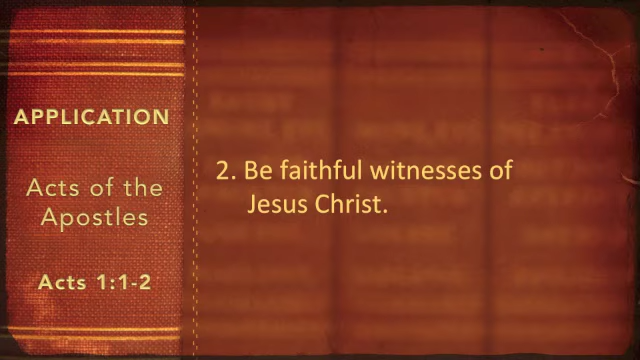 APPLICATION
Acts of the
Apostles
Acts 1:1-2
2. Be faithful witnesses of
Jesus Christ.